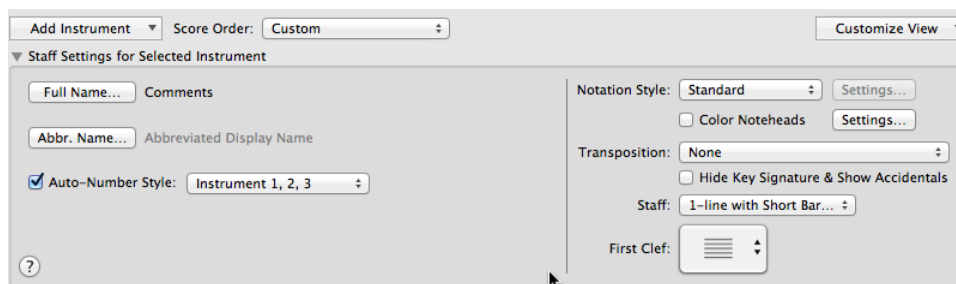 Add Instrument Score Order: Custom Customize View
Staff Settings for Selected Instrument
Full Name... Comments
Abbr. Name... Abbreviated Display Name
Auto-Number Style: Instrument 1, 2, 3
Notation Style: Standard Settings...
Color Noteheads Settings...
Transposition: None
Hide Key Signature & Show Accidentals
Staff: 1-line with Short Bar...
First Clef:
?